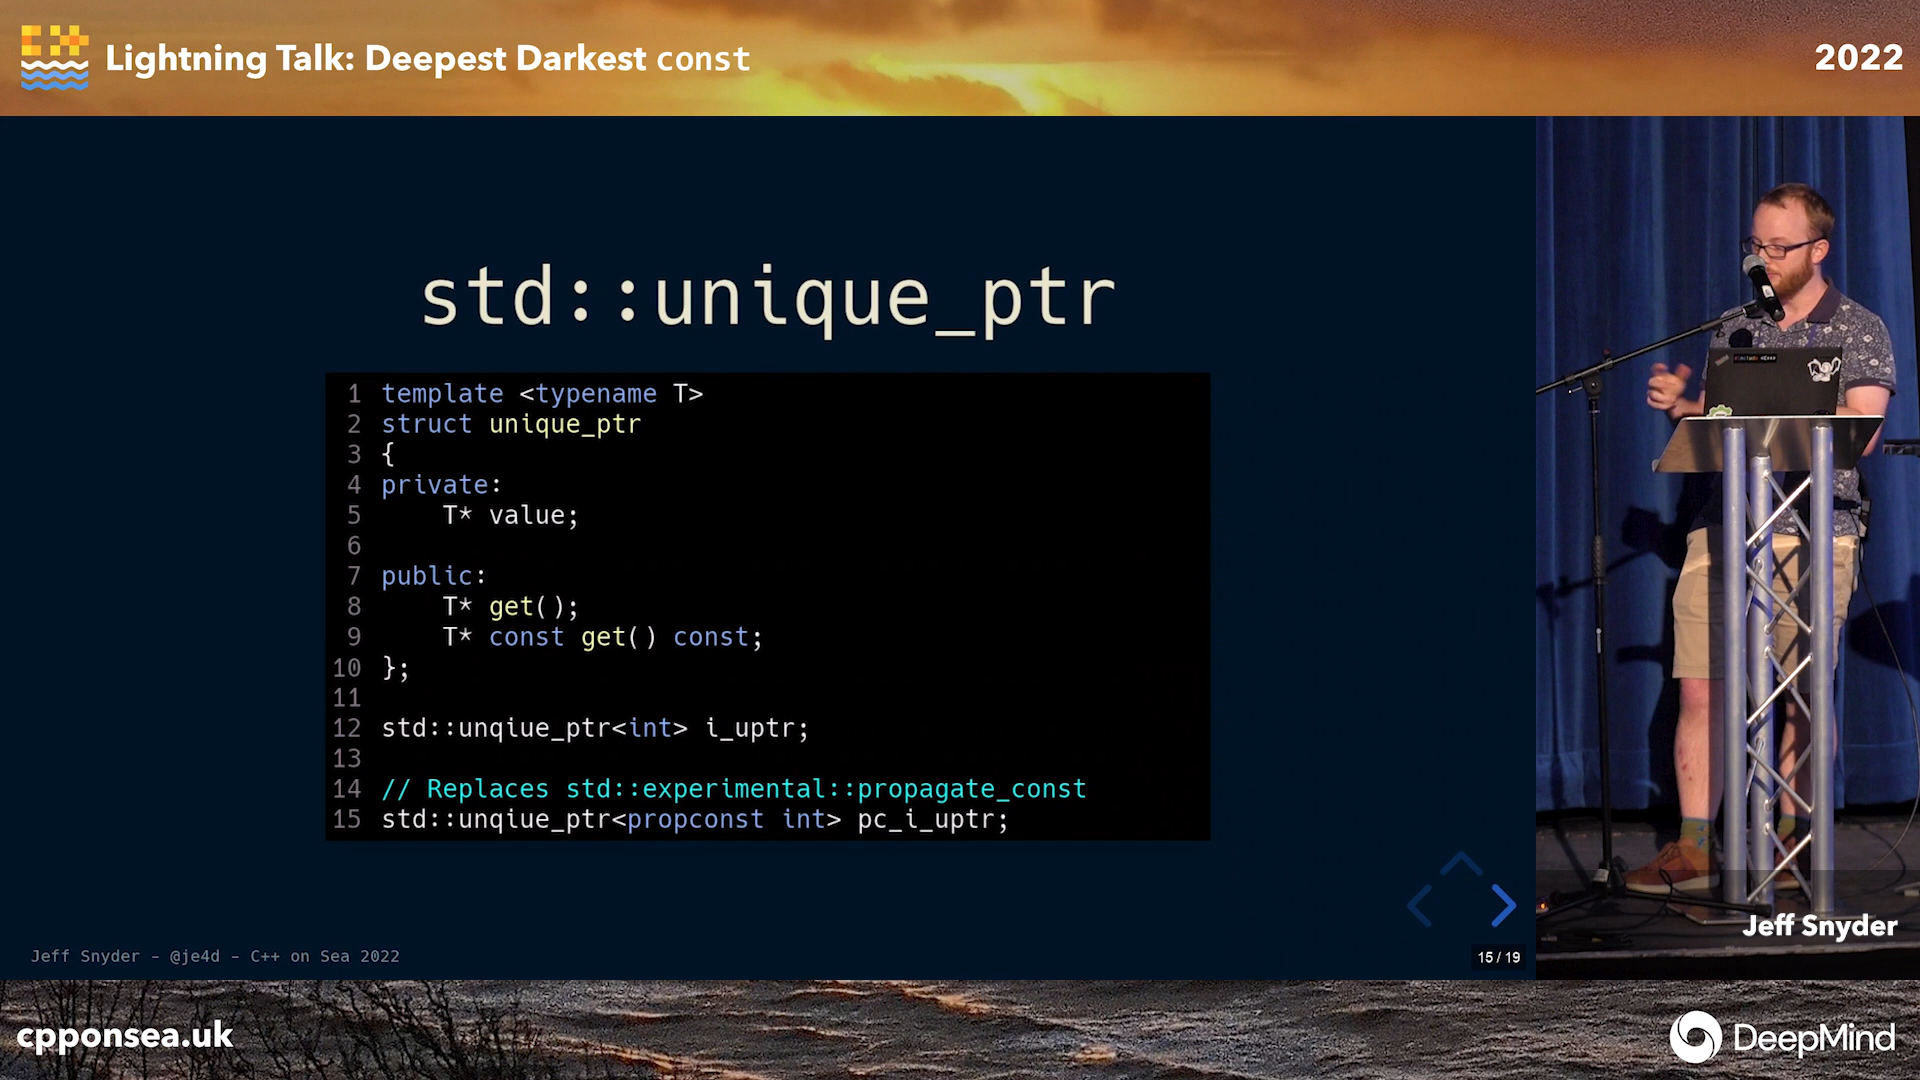 Lightning Talk: Deepest Darkest const
2022
std::unique_ptr
1 template <typename T>
2 struct unique_ptr
3 {
4 private:
5     T* value;
6
7 public:
8     T* get();
9     T* const get() const;
10 };
11
12 std::unqiue_ptr<int> i_uptr;
13
14 // Replaces std::experimental::propagate_const
15 std::unqiue_ptr<propconst int> pc_i_uptr;
Jeff Snyder - @je4d - C++ on Sea 2022
15 / 19
Jeff Snyder
cpponsea.uk
DeepMind